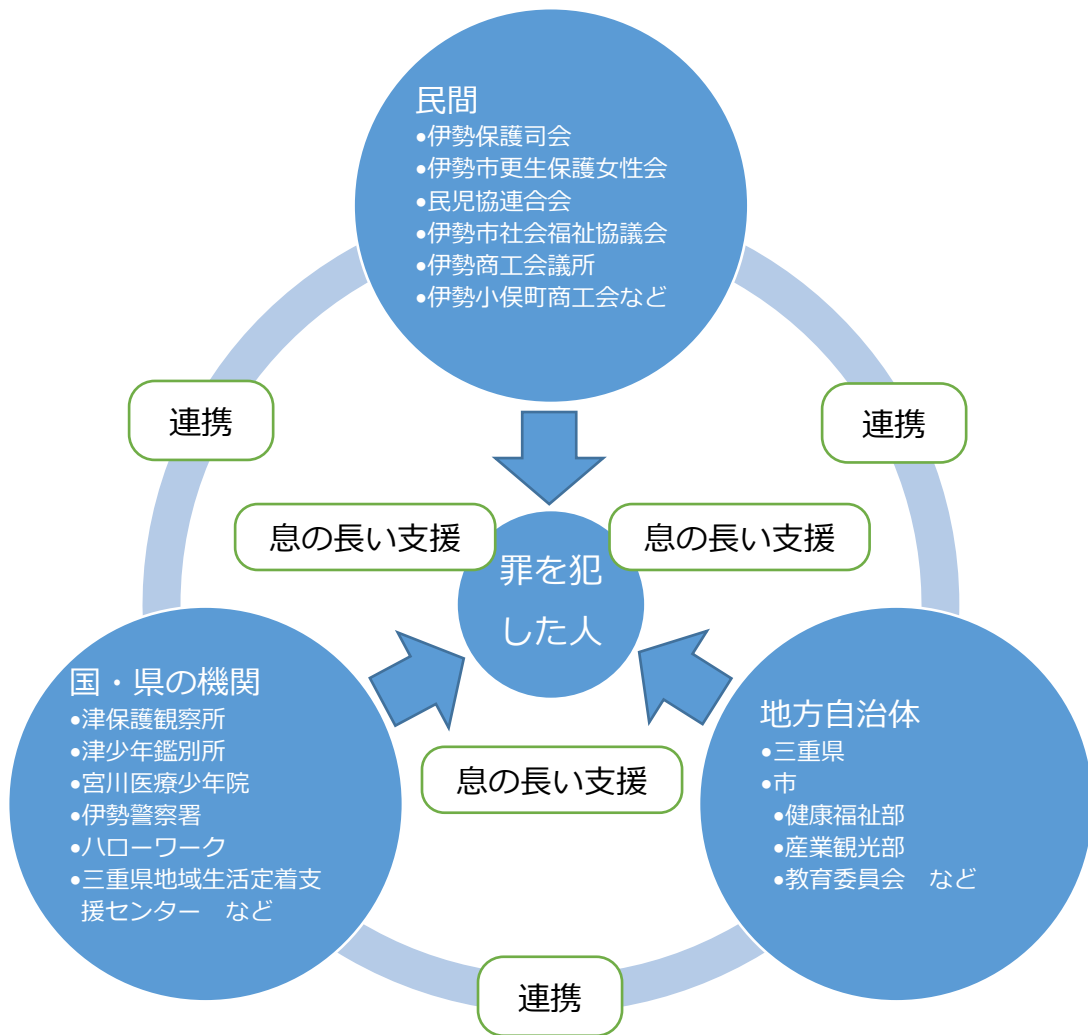 民間
•伊勢保護司会
•伊勢市更生保護女性会
•民児協連合会
•伊勢市社会福祉協議会
•伊勢商工会議所
•伊勢小俣町商工会など
連携
連携
息の長い支援
息の長い支援
罪を犯
した人
国・県の機関
•津保護観察所
•津少年鑑別所
•宮川医療少年院
•伊勢警察署
•ハローワーク
•三重県地域生活定着支
援センター　など
息の長い支援
地方自治体
•三重県
•市
•健康福祉部
•産業観光部
•教育委員会　など
連携